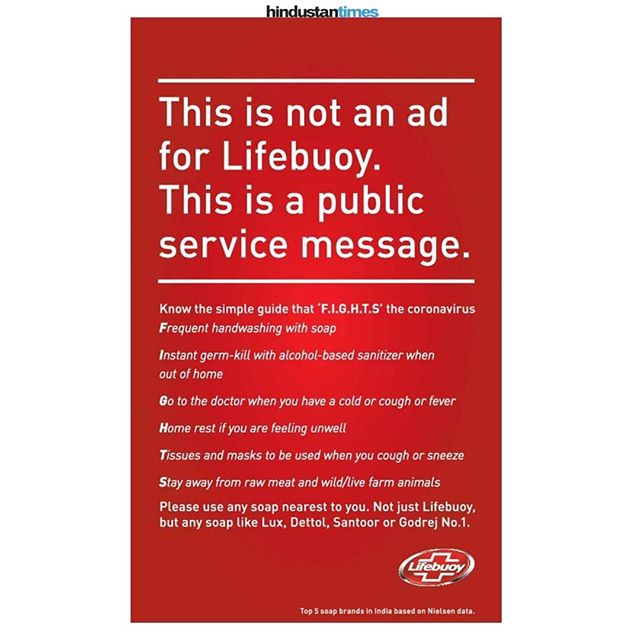 hindustantimes
This is not an ad
for Lifebuoy.
This is a public
service message.
Know the simple guide that 'F.I.G.H.T.S' the coronavirus
Frequent handwashing with soap
Instant germ-kill with alcohol-based sanitizer when
out of home
Go to the doctor when you have a cold or cough or fever
Home rest if you are feeling unwell
Tissues and masks to be used when you cough or sneeze
Stay away from raw meat and wild/live farm animals
Please use any soap nearest to you. Not just Lifebuoy,
but any soap like Lux, Dettol, Santoor or Godrej No.1.
Lifebuoy
Top 5 soap brands in India based on Nielsen data.